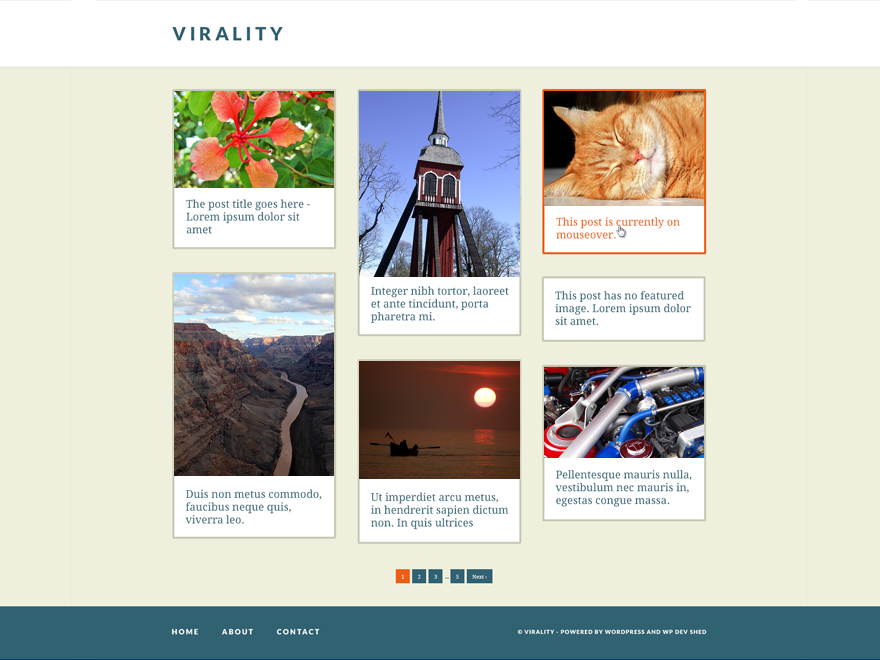 VIRALITY
The post title goes here -
Lorem ipsum dolor sit
amet
Duis non metus commodo,
faucibus neque quis,
viverra leo.
Integer nibh tortor, laoreet
et ante tincidunt, porta
pharetra mi.
Ut imperdiet arcu metus,
in hendrerit sapien dictum
non. In quis ultrices
This post is currently on
mouseover.
This post has no featured
image. Lorem ipsum dolor
sit amet.
Pellentesque mauris nulla,
vestibulum nec mauris in,
egestas congue massa.
1 2 3 ... 5 Next ›
HOME ABOUT CONTACT
© VIRALITY - POWERED BY WORDPRESS AND WP DEV SHED